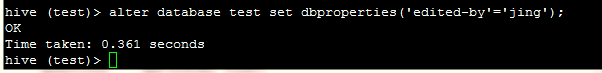 hive (test)> alter database test set dbproperties('edited-by'='jing');
OK
Time taken: 0.361 seconds
hive (test)>